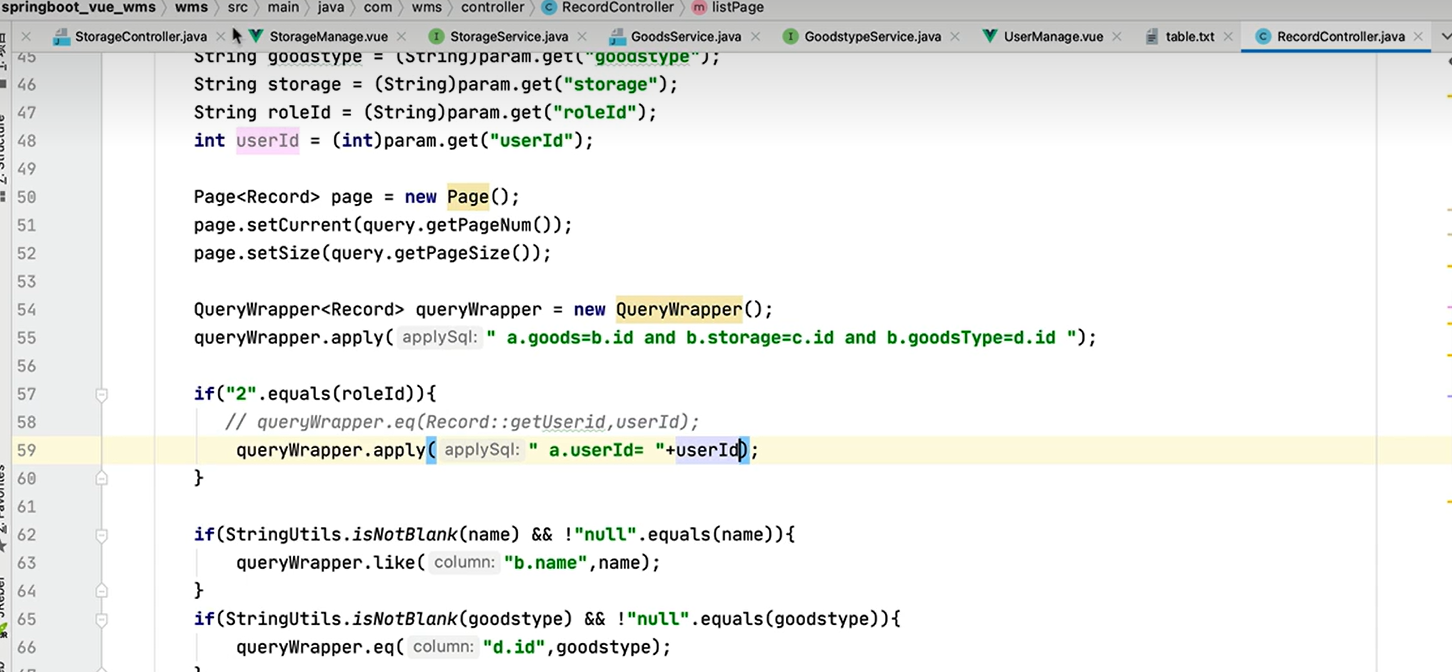 springboot_vue_wms wms src main java com wms controller RecordController listPage
StorageController.java StorageManage.vue StorageService.java GoodsService.java GoodstypeService.java UserManage.vue table.txt RecordController.java
45 String goodstype = (String)param.get("goodstype");
46 String storage = (String)param.get("storage");
47 String roleId = (String)param.get("roleId");
48 int userId = (int)param.get("userId");
49
50 Page<Record> page = new Page();
51 page.setCurrent(query.getPageNum());
52 page.setSize(query.getPageSize());
53
54 QueryWrapper<Record> queryWrapper = new QueryWrapper();
55 queryWrapper.apply( applySql: " a.goods=b.id and b.storage=c.id and b.goodsType=d.id ");
56
57 if("2".equals(roleId)){
58 // queryWrapper.eq(Record::getUserid,userId);
59 queryWrapper.apply( applySql: " a.userId= "+userId);
60 }
61
62 if(StringUtils.isNotBlank(name) && !"null".equals(name)){
63 queryWrapper.like( column: "b.name",name);
64 }
65 if(StringUtils.isNotBlank(goodstype) && !"null".equals(goodstype)){
66 queryWrapper.eq( column: "d.id",goodstype);
Z: Structure
Favorites